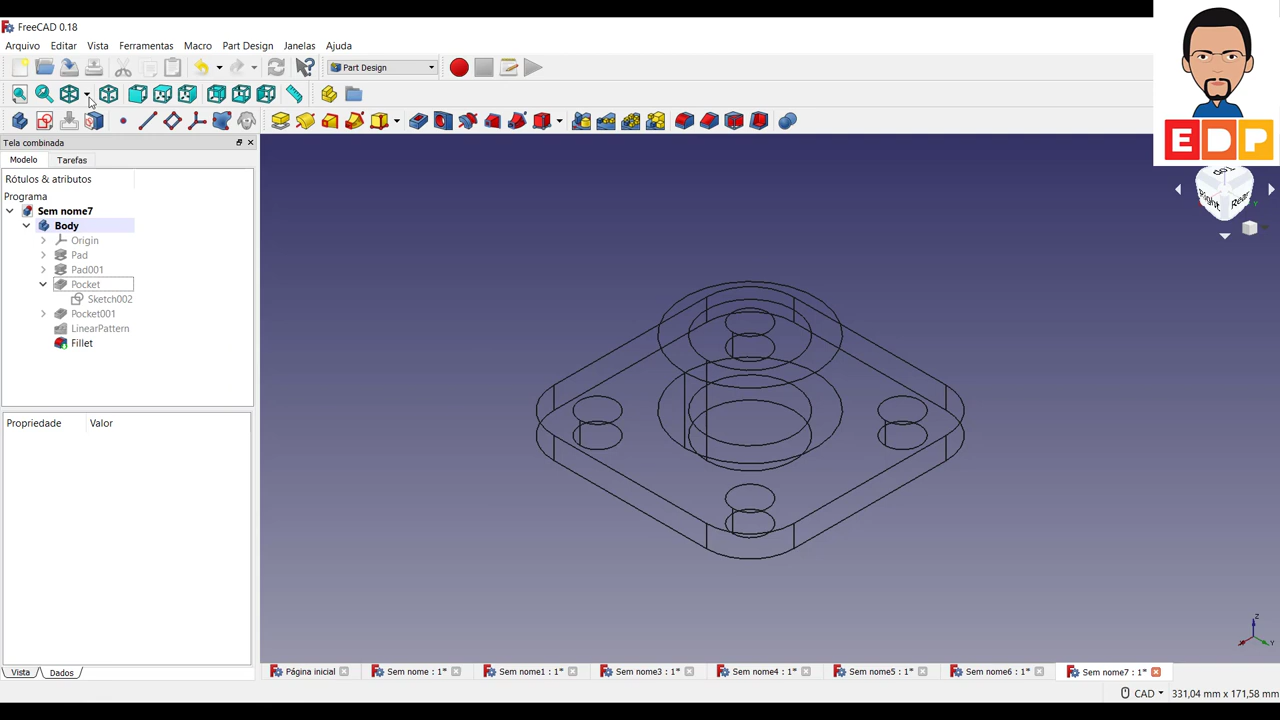 FreeCAD 0.18
Arquivo Editar Vista Ferramentas Macro Part Design Janelas Ajuda
Part Design
Tela combinada
Modelo Tarefas
Rótulos & atributos
Programa
Sem nome7
Body
Origin
Pad
Pad001
Pocket
Sketch002
Pocket001
LinearPattern
Fillet
Propriedade Valor
Vista Dados
Página inicial Sem nome : 1* Sem nome1 : 1* Sem nome3 : 1* Sem nome4 : 1* Sem nome5 : 1* Sem nome6 : 1* Sem nome7 : 1*
CAD 331,04 mm x 171,58 mm
EDP
Top
Right Rear
Z
X Y